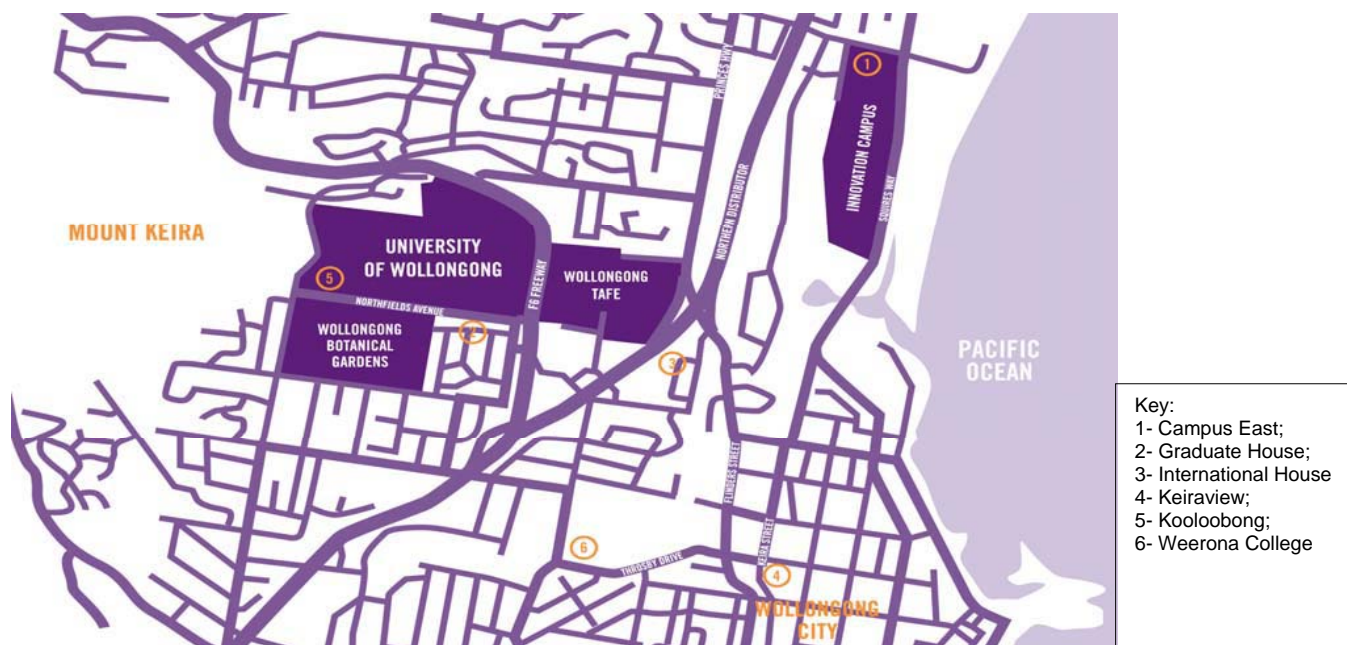 PRINCES HWY
1
INNOVATION CAMPUS
SQUIRES WAY
NORTHERN DISTRIBUTOR
MOUNT KEIRA
UNIVERSITY
OF WOLLONGONG
5
NORTHFIELDS AVENUE
F6 FREEWAY
WOLLONGONG
TAFE
2
WOLLONGONG
BOTANICAL
GARDENS
3
PACIFIC
OCEAN
FLINDERS STREET
KEIRA STREET
6
THROSBY DRIVE
4
WOLLONGONG
CITY
Key:
1- Campus East;
2- Graduate House;
3- International House
4- Keiraview;
5- Kooloobong;
6- Weerona College